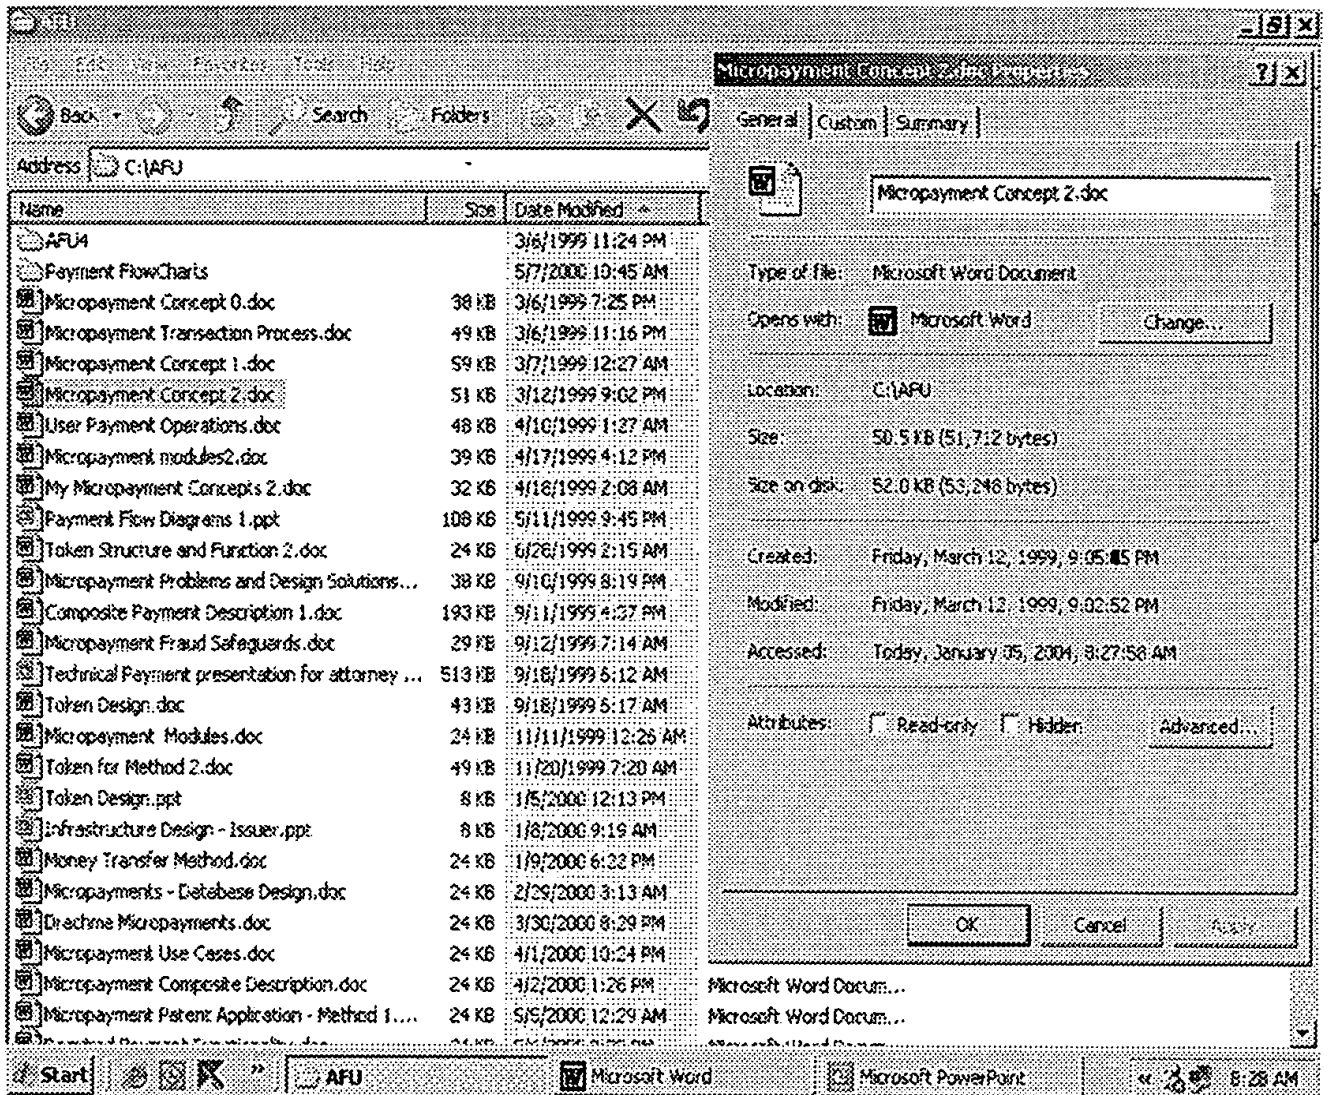 AFU
File Edit View Favorites Tools Help
Back Search Folders
Address C:\AFU
Name Size Date Modified
AFU4 3/6/1999 11:24 PM
Payment FlowCharts 5/7/2000 10:45 AM
Micropayment Concept 0.doc 38 KB 3/6/1999 7:25 PM
Micropayment Transaction Process.doc 49 KB 3/6/1999 11:16 PM
Micropayment Concept 1.doc 59 KB 3/7/1999 12:27 AM
Micropayment Concept 2.doc 51 KB 3/12/1999 9:02 PM
User Payment Operations.doc 48 KB 4/10/1999 1:27 AM
Micropayment modules2.doc 39 KB 4/17/1999 4:12 PM
My Micropayment Concepts 2.doc 32 KB 4/18/1999 2:08 AM
Payment Flow Diagrams 1.ppt 108 KB 5/11/1999 9:45 PM
Token Structure and Function 2.doc 24 KB 6/28/1999 2:15 AM
Micropayment Problems and Design Solutions... 38 KB 9/10/1999 8:19 PM
Composite Payment Description 1.doc 193 KB 9/11/1999 4:37 PM
Micropayment Fraud Safeguards.doc 29 KB 9/12/1999 7:14 AM
Technical Payment presentation for attorney ... 513 KB 9/18/1999 5:12 AM
Token Design.doc 43 KB 9/18/1999 5:17 AM
Micropayment Modules.doc 24 KB 11/11/1999 12:26 AM
Token for Method 2.doc 49 KB 11/20/1999 7:20 AM
Token Design.ppt 8 KB 1/5/2000 12:13 PM
Infrastructure Design - Issuer.ppt 8 KB 1/8/2000 9:19 AM
Money Transfer Method.doc 24 KB 1/9/2000 6:22 PM
Micropayments - Database Design.doc 24 KB 2/29/2000 3:13 AM
Drachme Micropayments.doc 24 KB 3/30/2000 8:29 PM
Micropayment Use Cases.doc 24 KB 4/1/2000 10:24 PM
Micropayment Composite Description.doc 24 KB 4/2/2000 1:26 PM Microsoft Word Docum...
Micropayment Patent Application - Method 1.... 24 KB 5/5/2000 12:29 AM Microsoft Word Docum...
Micropayment Concept 2.doc Properties
General Custom Summary
Micropayment Concept 2.doc
Type of file: Microsoft Word Document
Opens with: Microsoft Word Change...
Location: C:\AFU
Size: 50.5 KB (51,712 bytes)
Size on disk: 52.0 KB (53,248 bytes)
Created: Friday, March 12, 1999, PM
Modified: Friday, March 12, 1999, 9:02:52 PM
Accessed: Today, January 05, 2004, 8:27:58 AM
Attributes: Read-only Hidden Advanced...
OK Cancel Apply
Start AFU Microsoft Word Microsoft PowerPoint 8:28 AM